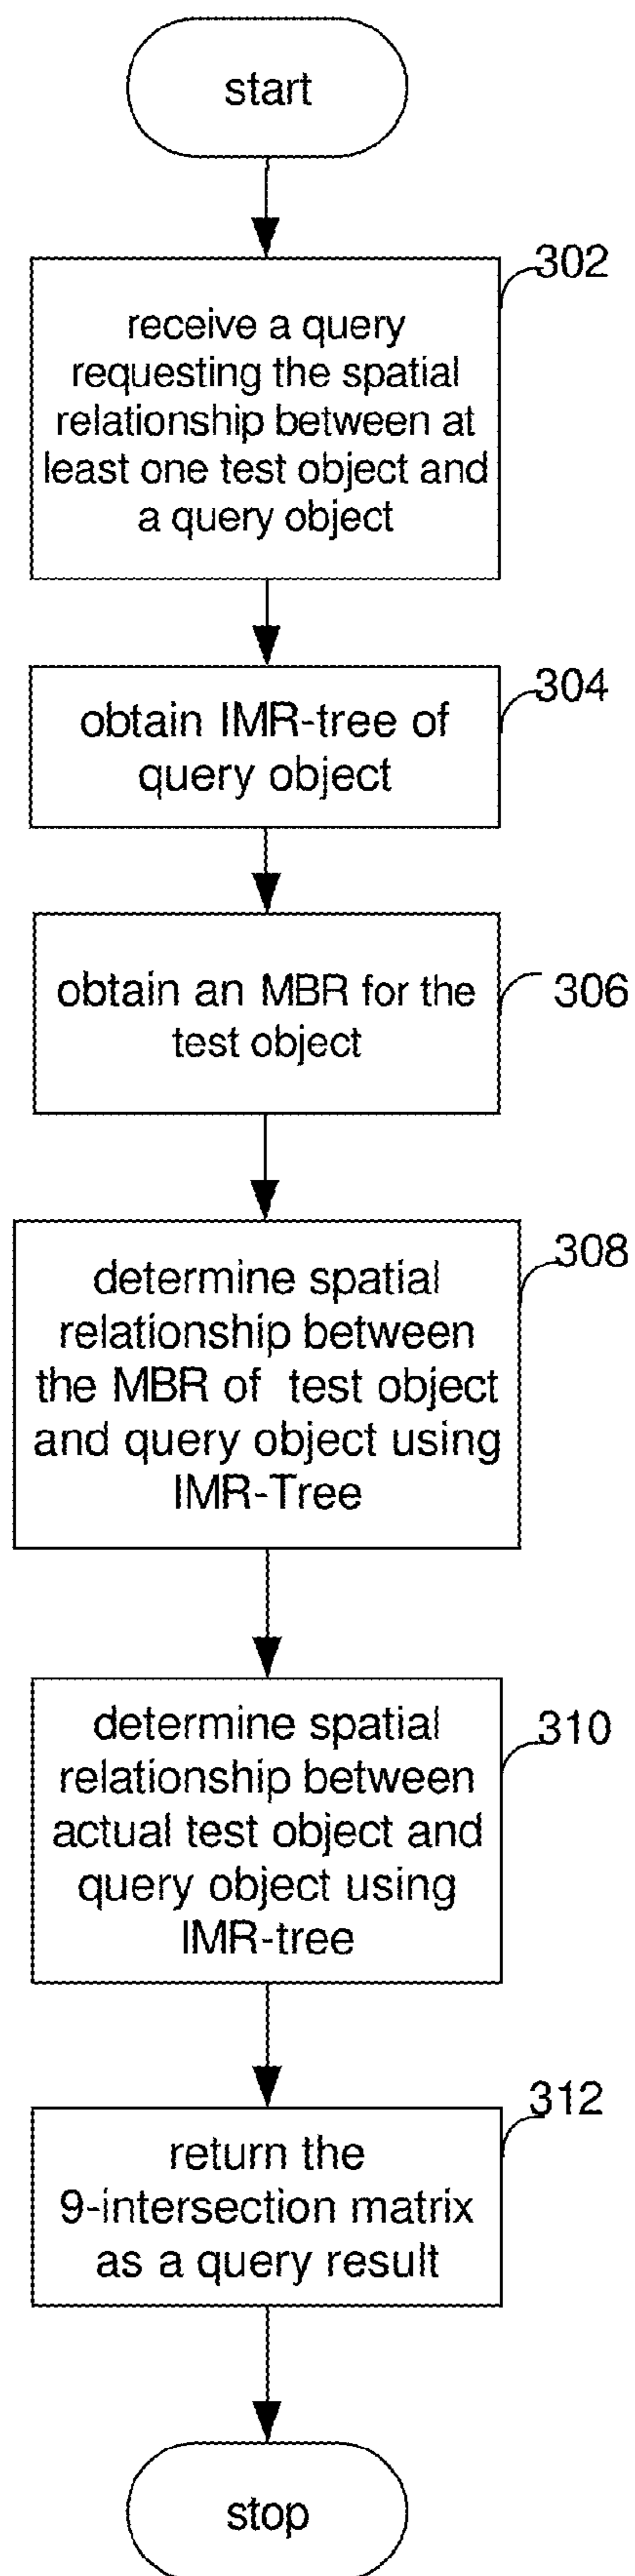 start
302
receive a query
requesting the spatial
relationship between at
least one test object and
a query object
304
obtain IMR-tree of
query object
306
obtain an MBR for the
test object
308
determine spatial
relationship between
the MBR of test object
and query object using
IMR-Tree
310
determine spatial
relationship between
actual test object and
query object using
IMR-tree
312
return the
9-intersection matrix
as a query result
stop